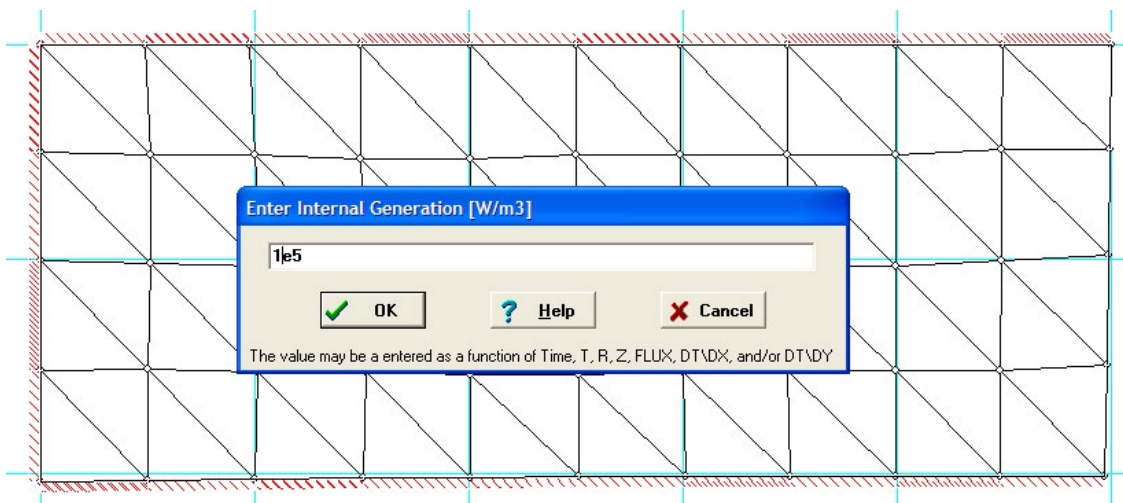 Enter Internal Generation [W/m3]
1e5
OK
Help
Cancel
The value may be a entered as a function of Time, T, R, Z, FLUX, DT\DX, and/or DT\DY